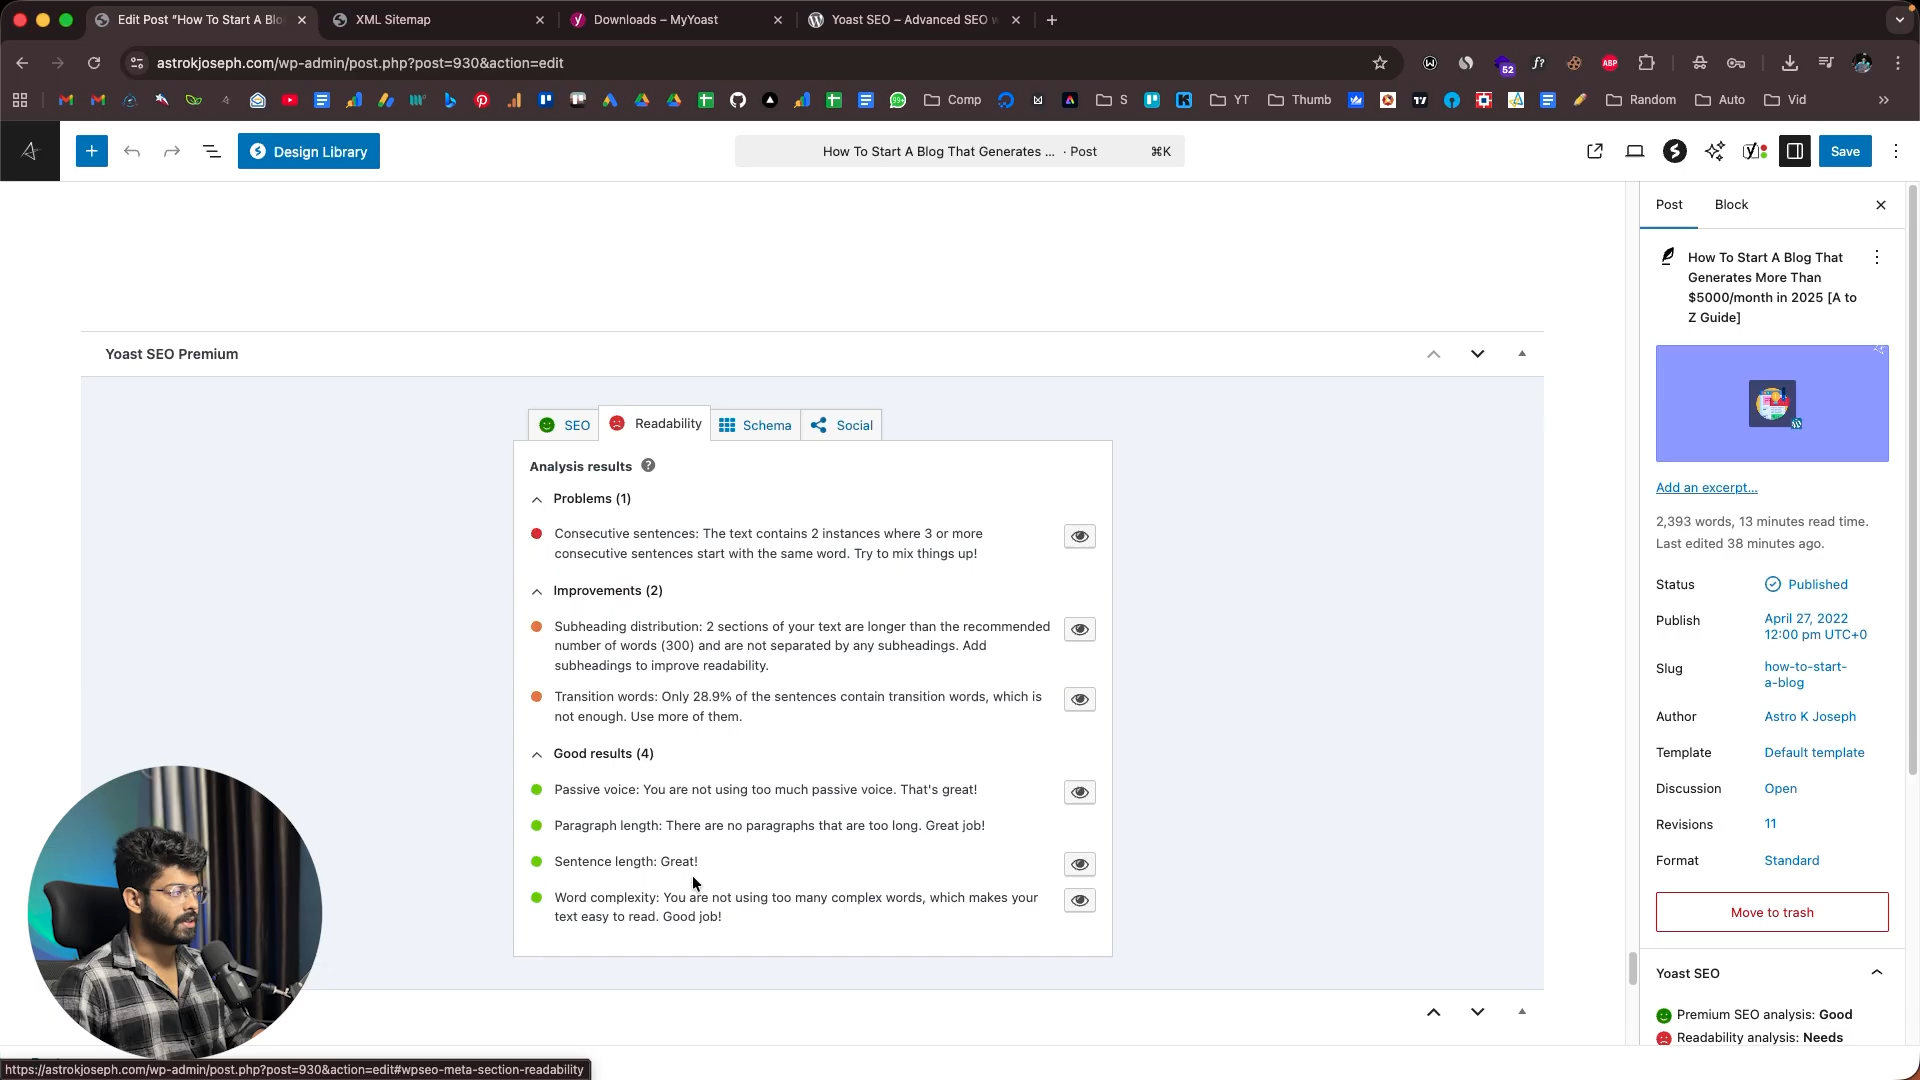 Edit Post "How To Start A Blo
XML Sitemap
Downloads – MyYoast
Yoast SEO – Advanced SEO w
astrokjoseph.com/wp-admin/post.php?post=930&action=edit
52
f?
ABP
Comp
S
YT
Thumb
Random
Auto
Vid
Design Library
How To Start A Blog That Generates ... · Post
⌘K
Save
Post
Block
How To Start A Blog That
Generates More Than
$5000/month in 2025 [A to
Z Guide]
Add an excerpt...
2,393 words, 13 minutes read time.
Last edited 38 minutes ago.
Status
Published
Publish
April 27, 2022
12:00 pm UTC+0
Slug
how-to-start-
a-blog
Author
Astro K Joseph
Template
Default template
Discussion
Open
Revisions
11
Format
Standard
Move to trash
Yoast SEO
Premium SEO analysis: Good
Readability analysis: Needs
Yoast SEO Premium
SEO
Readability
Schema
Social
Analysis results
Problems (1)
Consecutive sentences: The text contains 2 instances where 3 or more
consecutive sentences start with the same word. Try to mix things up!
Improvements (2)
Subheading distribution: 2 sections of your text are longer than the recommended
number of words (300) and are not separated by any subheadings. Add
subheadings to improve readability.
Transition words: Only 28.9% of the sentences contain transition words, which is
not enough. Use more of them.
Good results (4)
Passive voice: You are not using too much passive voice. That's great!
Paragraph length: There are no paragraphs that are too long. Great job!
Sentence length: Great!
Word complexity: You are not using too many complex words, which makes your
text easy to read. Good job!
https://astrokjoseph.com/wp-admin/post.php?post=930&action=edit#wpseo-meta-section-readability